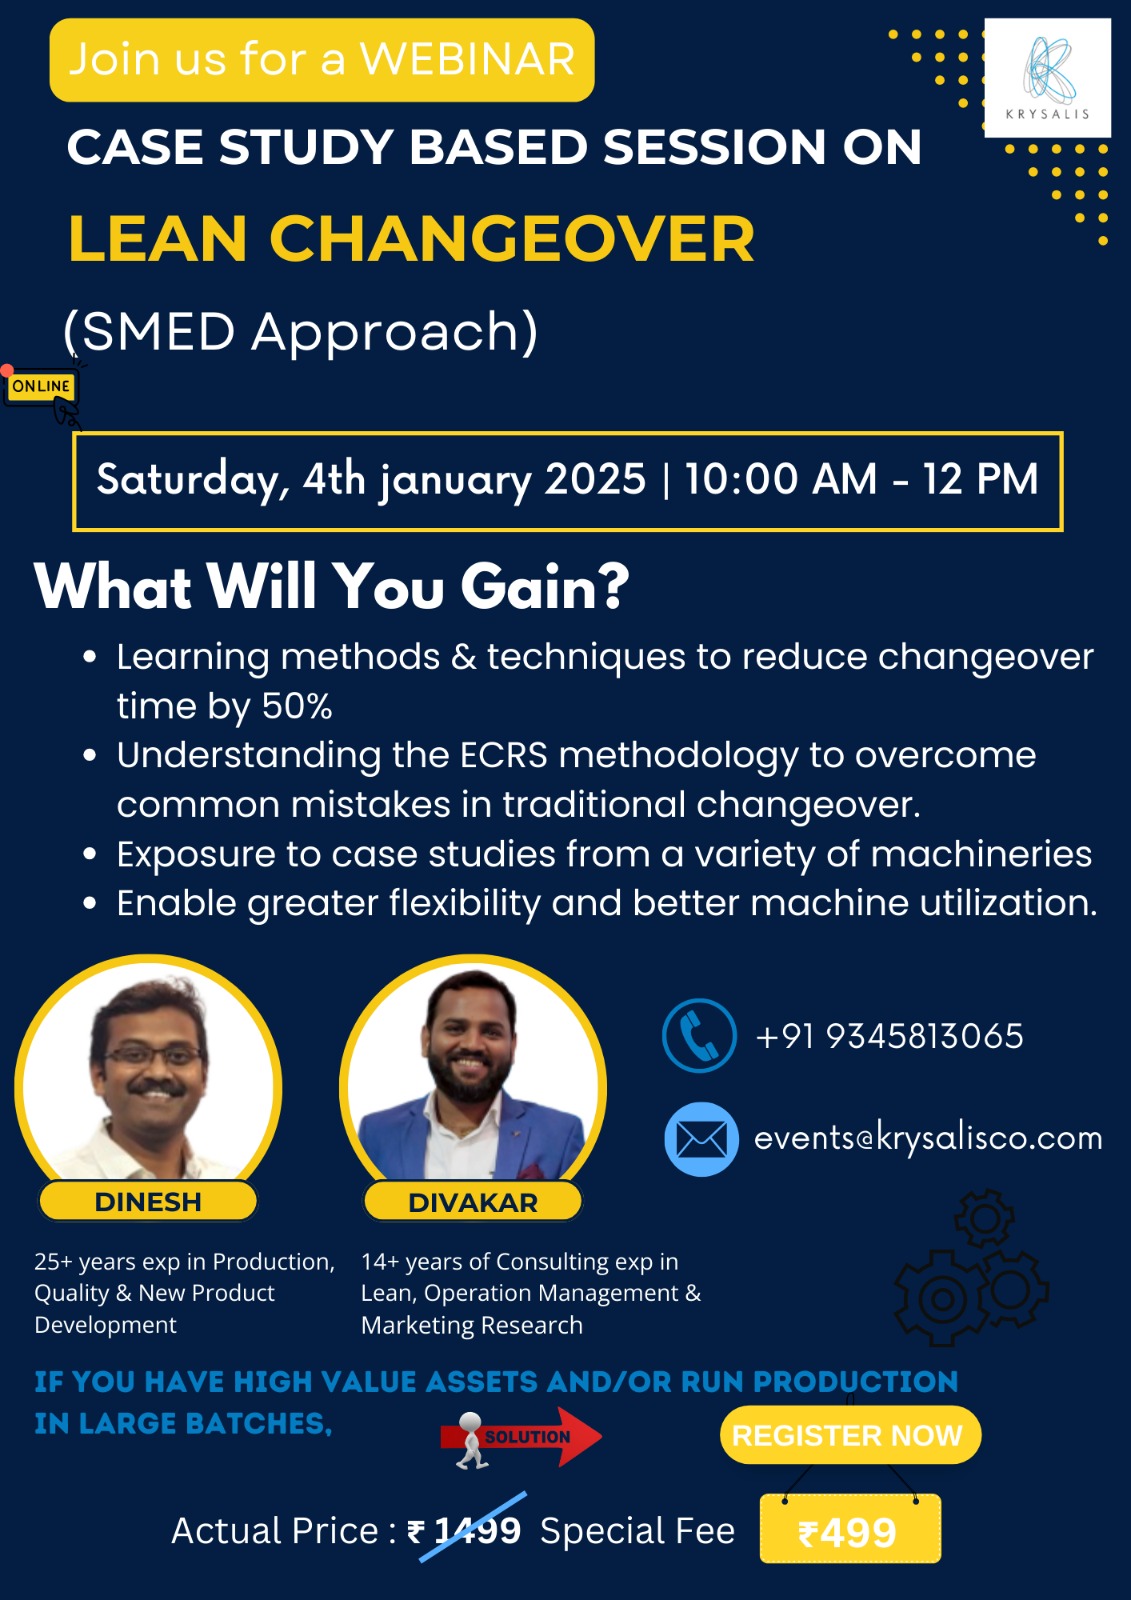 Join us for a WEBINAR
KRYSALIS
CASE STUDY BASED SESSION ON
LEAN CHANGEOVER
(SMED Approach)
ONLINE
Saturday, 4th january 2025 | 10:00 AM - 12 PM
What Will You Gain?
• Learning methods & techniques to reduce changeover
time by 50%
• Understanding the ECRS methodology to overcome
common mistakes in traditional changeover.
• Exposure to case studies from a variety of machineries
• Enable greater flexibility and better machine utilization.
+91 9345813065
events@krysalisco.com
DINESH
25+ years exp in Production,
Quality & New Product
Development
DIVAKAR
14+ years of Consulting exp in
Lean, Operation Management &
Marketing Research
IF YOU HAVE HIGH VALUE ASSETS AND/OR RUN PRODUCTION
IN LARGE BATCHES,
SOLUTION
REGISTER NOW
Actual Price : ₹ 1499 Special Fee ₹499